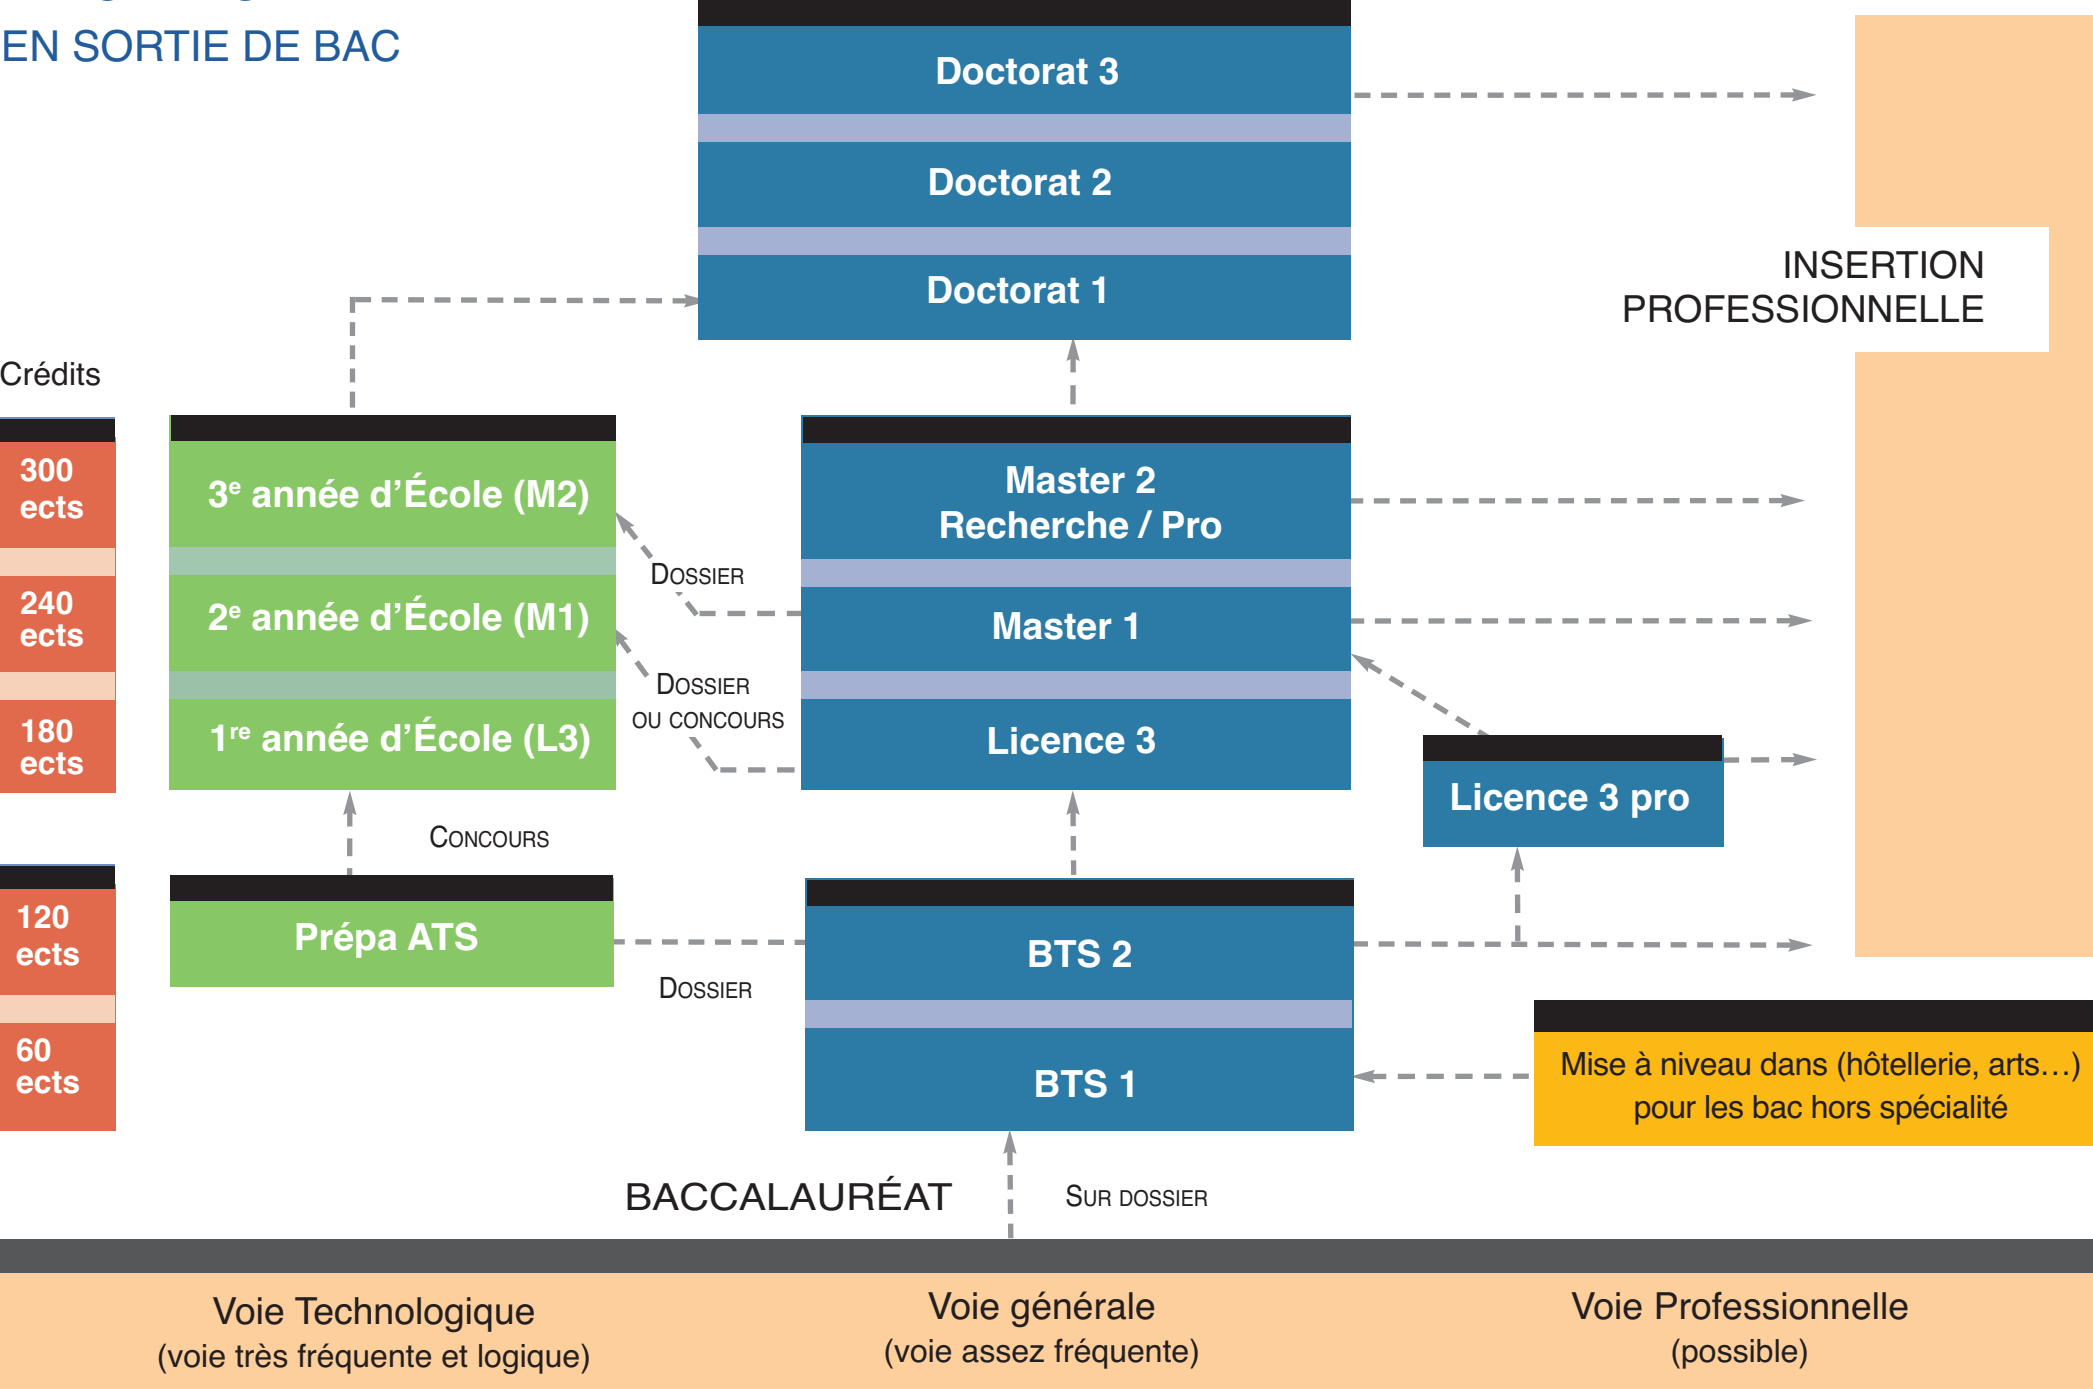 EN SORTIE DE BAC
Doctorat 3
Doctorat 2
Doctorat 1
INSERTION
PROFESSIONNELLE
Crédits
300
ects
240
ects
180
ects
120
ects
60
ects
3e année d’École (M2)
2e année d’École (M1)
1re année d’École (L3)
DOSSIER
DOSSIER
OU CONCOURS
Master 2
Recherche / Pro
Master 1
Licence 3
Licence 3 pro
CONCOURS
Prépa ATS
DOSSIER
BTS 2
BTS 1
Mise à niveau dans (hôtellerie, arts…)
pour les bac hors spécialité
BACCALAURÉAT
SUR DOSSIER
Voie Technologique
(voie très fréquente et logique)
Voie générale
(voie assez fréquente)
Voie Professionnelle
(possible)